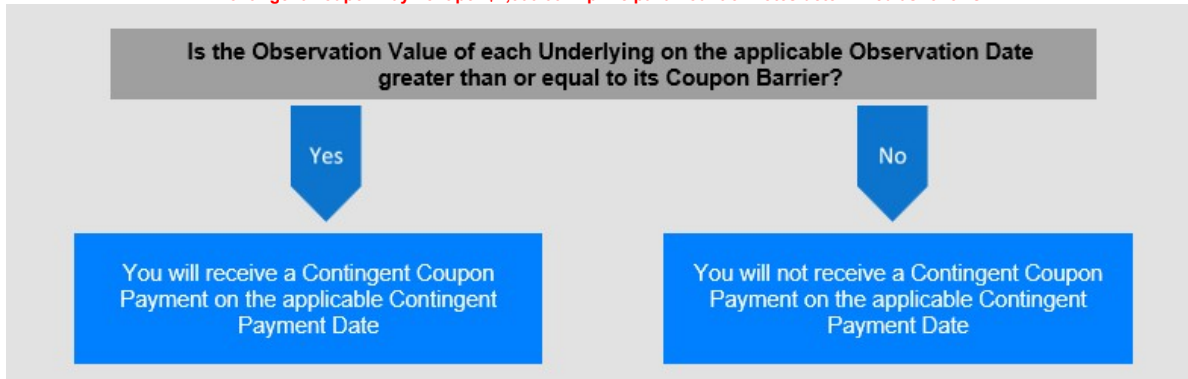 Is the Observation Value of each Underlying on the applicable Observation Date
greater than or equal to its Coupon Barrier?
Yes
No
You will receive a Contingent Coupon
Payment on the applicable Contingent
Payment Date
You will not receive a Contingent Coupon
Payment on the applicable Contingent
Payment Date